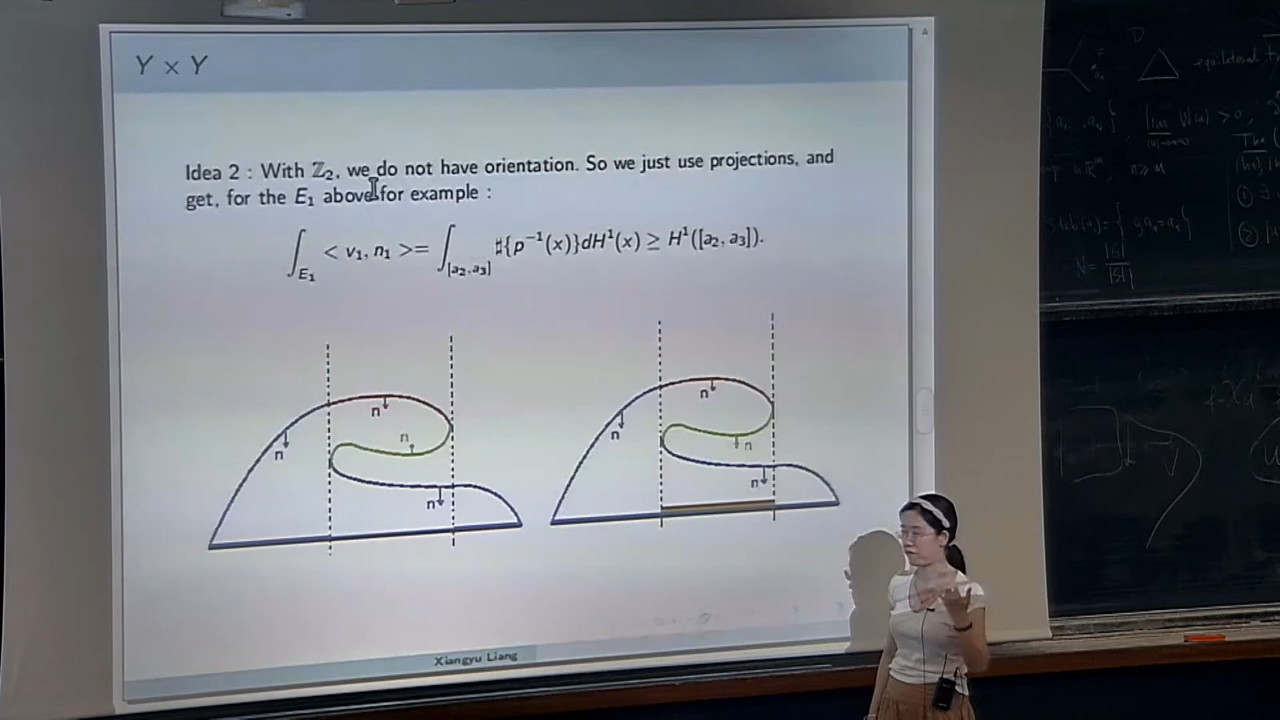 Y × Y
Idea 2 : With ℤ₂, we do not have orientation. So we just use projections, and
get, for the E₁ above for example :
∫_{E₁} < v₁, n₁ >= ∫_{[a₂,a₃]} ♯{p⁻¹(x)}dH¹(x) ≥ H¹([a₂, a₃]).
n
n
n
n
n
n
n
n
Xiangyu Liang
equilateral
N = |G| / |S|